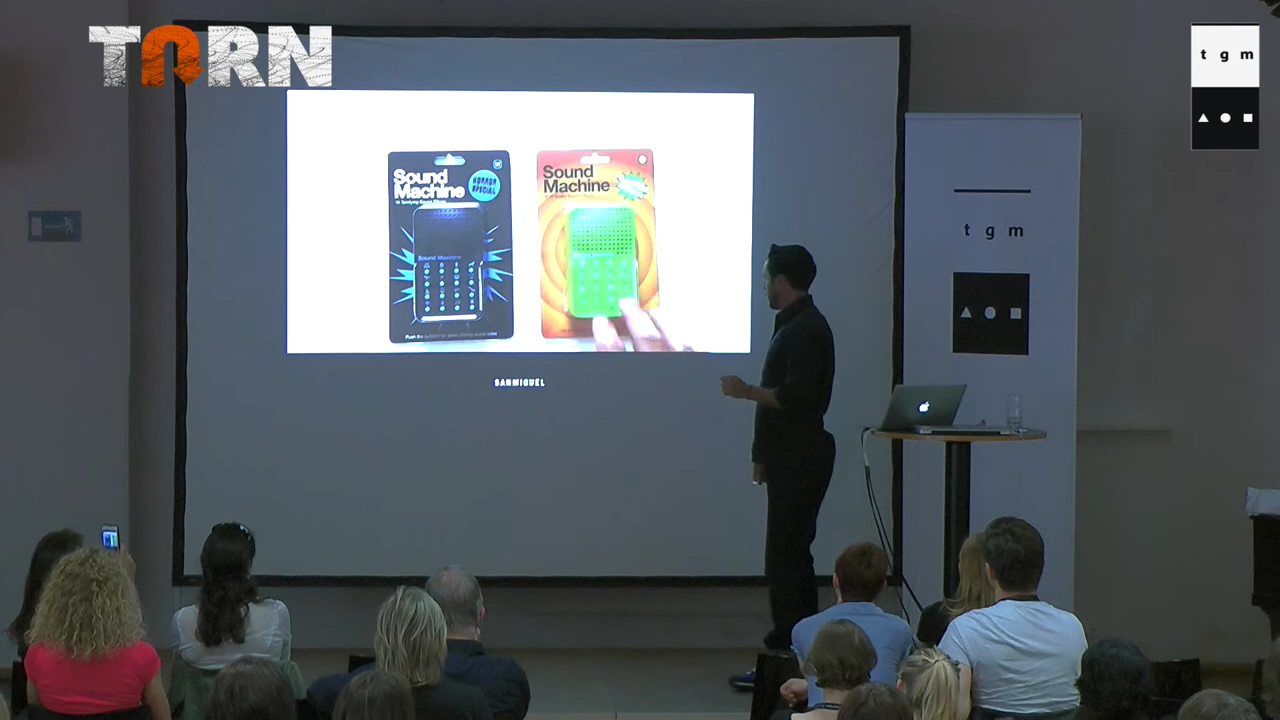 TORN
t g m
Sound
Machine
HORROR
SPECIAL
Sound Machine
Sound
Machine
SANMIGUEL
t g m